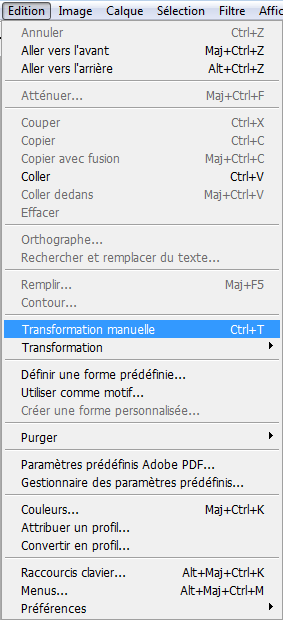 Edition Image Calque Sélection Filtre
Annuler Ctrl+Z
Aller vers l'avant Maj+Ctrl+Z
Aller vers l'arrière Alt+Ctrl+Z
Atténuer... Maj+Ctrl+F
Couper Ctrl+X
Copier Ctrl+C
Copier avec fusion Maj+Ctrl+C
Coller Ctrl+V
Coller dedans Maj+Ctrl+V
Effacer
Orthographe...
Rechercher et remplacer du texte...
Remplir... Maj+F5
Contour...
Transformation manuelle Ctrl+T
Transformation
Définir une forme prédéfinie...
Utiliser comme motif...
Créer une forme personnalisée...
Purger
Paramètres prédéfinis Adobe PDF...
Gestionnaire des paramètres prédéfinis...
Couleurs... Maj+Ctrl+K
Attribuer un profil...
Convertir en profil...
Raccourcis clavier... Alt+Maj+Ctrl+K
Menus... Alt+Maj+Ctrl+M
Préférences